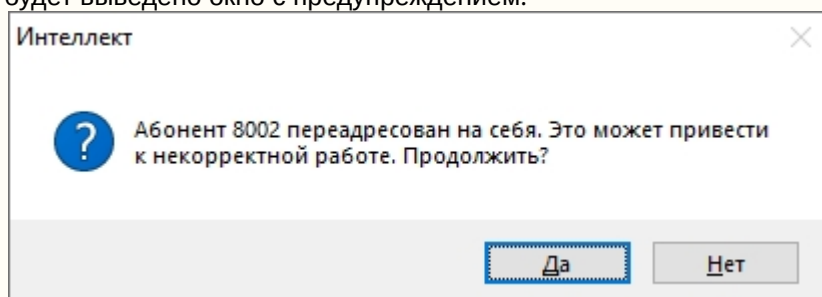 будет выведено окно с предупреждением:
Интеллект
Абонент 8002 переадресован на себя. Это может привести
к некорректной работе. Продолжить?
Да
Нет